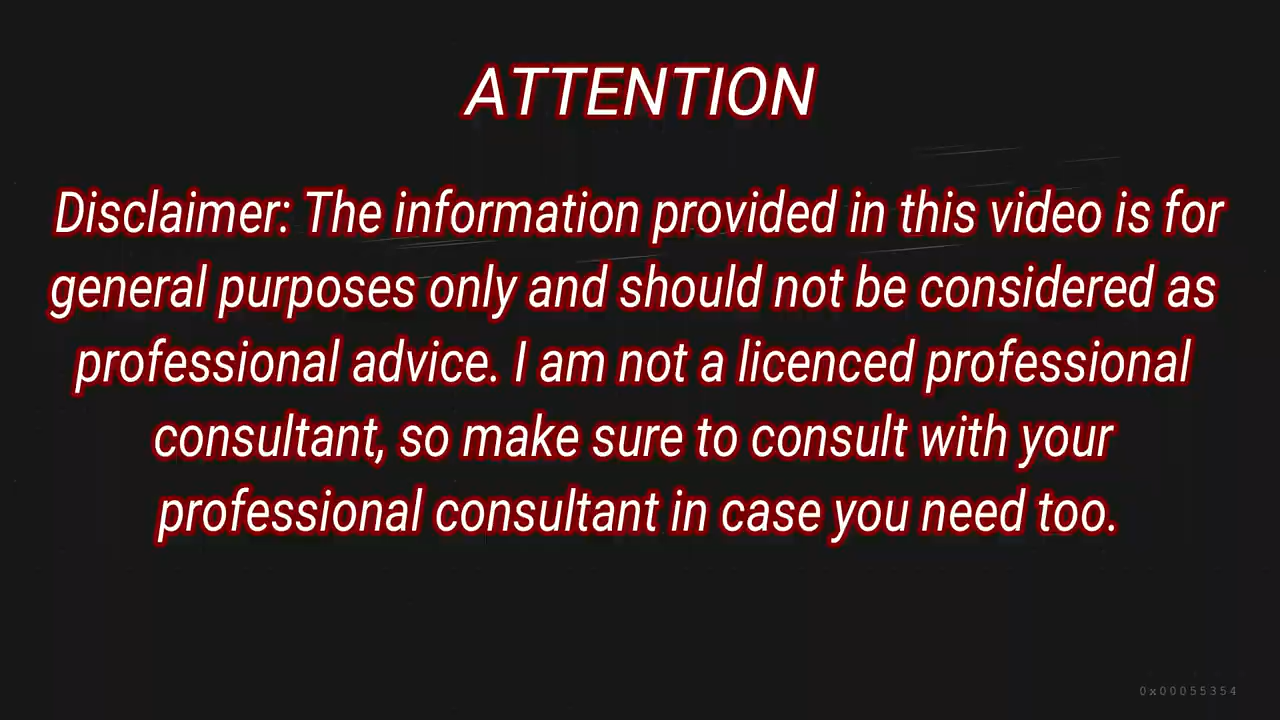 ATTENTION
Disclaimer: The information provided in this video is for
general purposes only and should not be considered as
professional advice. I am not a licenced professional
consultant, so make sure to consult with your
professional consultant in case you need too.
0x00055354